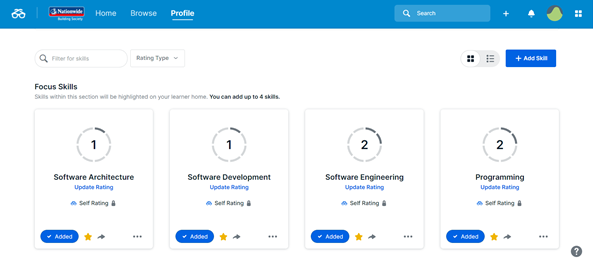 Nationwide
Building Society
Home
Browse
Profile
Search
Filter for skills
Rating Type
+ Add Skill
Focus Skills
Skills within this section will be highlighted on your learner home. You can add up to 4 skills.
1
Software Architecture
Update Rating
Self Rating
Added
1
Software Development
Update Rating
Self Rating
Added
2
Software Engineering
Update Rating
Self Rating
Added
2
Programming
Update Rating
Self Rating
Added
?